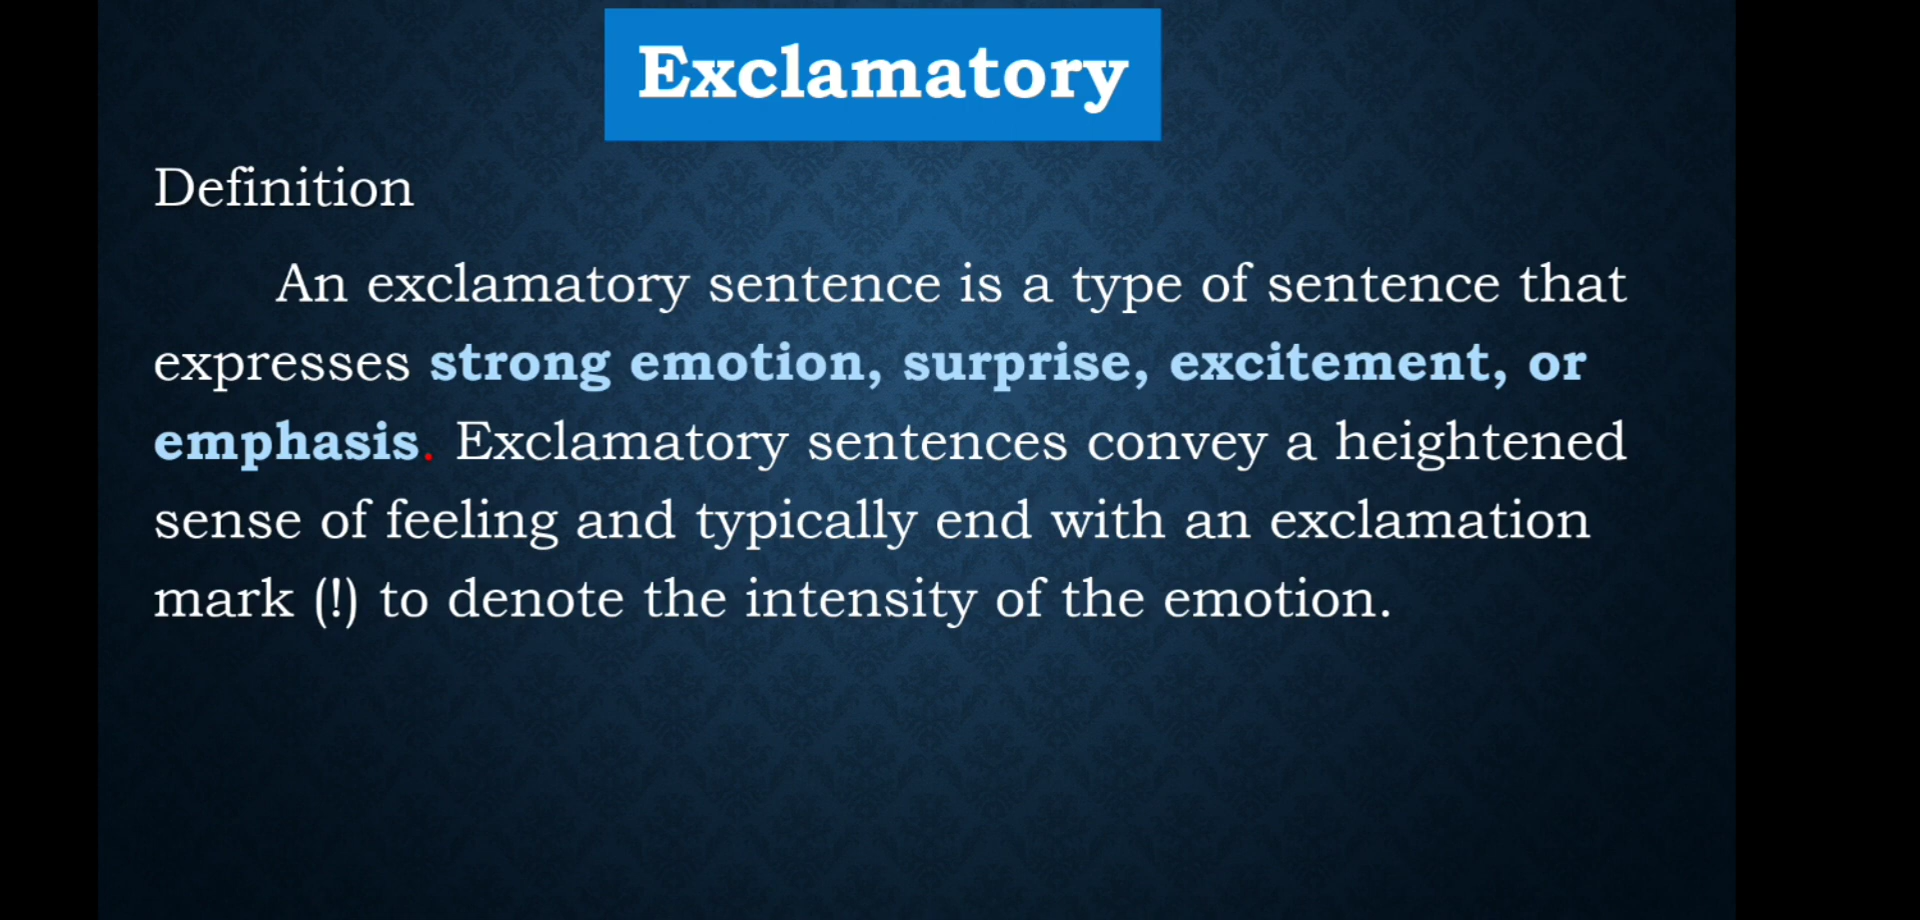 Exclamatory
Definition
An exclamatory sentence is a type of sentence that
expresses strong emotion, surprise, excitement, or
emphasis. Exclamatory sentences convey a heightened
sense of feeling and typically end with an exclamation
mark (!) to denote the intensity of the emotion.